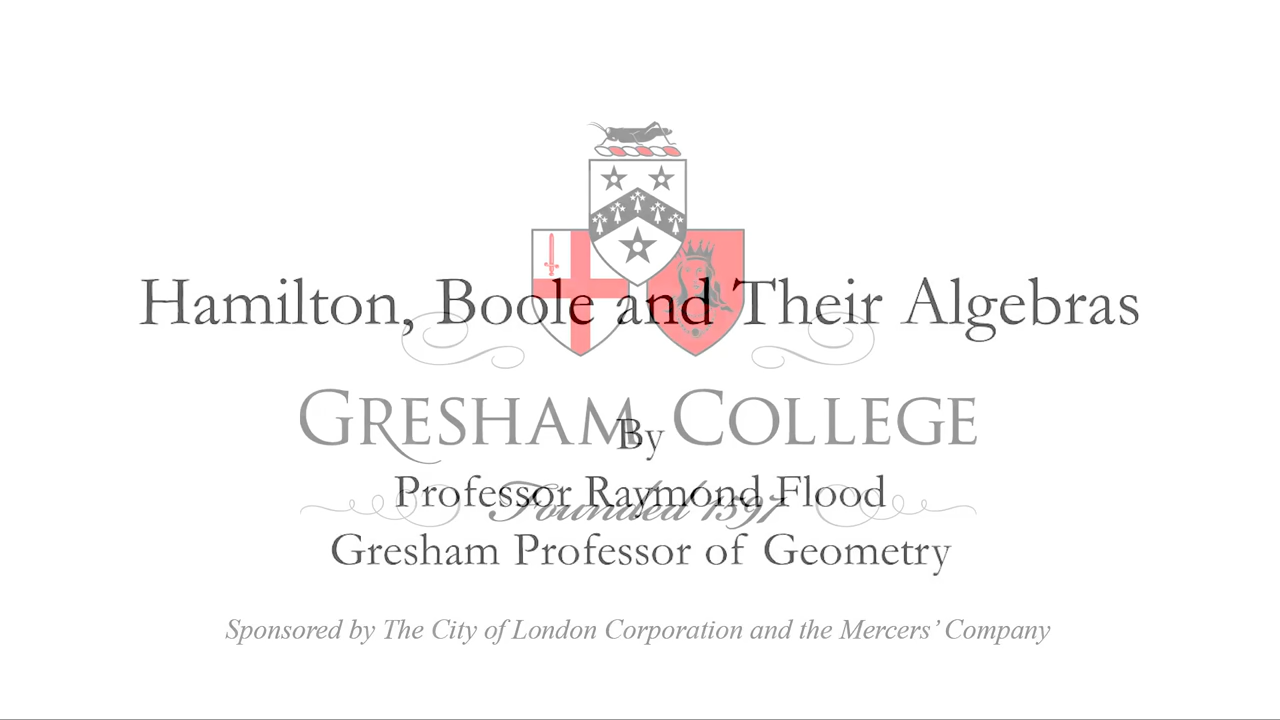 Hamilton, Boole and Their Algebras
GRESHAM COLLEGE
By
Professor Raymond Flood
Founded 1597
Gresham Professor of Geometry
Sponsored by The City of London Corporation and the Mercers’ Company